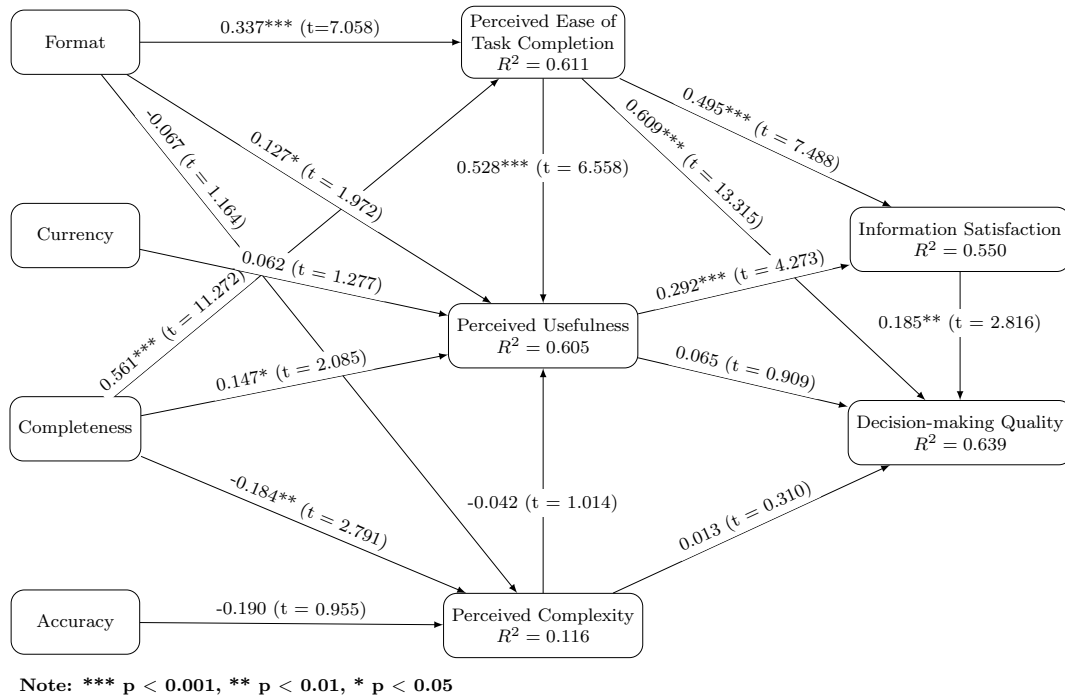 Format
0.337*** (t=7.058)
Perceived Ease of
Task Completion
R² = 0.611
-0.067 (t = 1.164)
0.127* (t = 1.972)
0.609*** (t = 13.315)
0.495*** (t = 7.488)
0.528*** (t = 6.558)
Currency
0.062 (t = 1.277)
Information Satisfaction
R² = 0.550
0.561*** (t = 11.272)
0.292*** (t = 4.273)
Perceived Usefulness
R² = 0.605
0.185** (t = 2.816)
0.147* (t = 2.085)
0.065 (t = 0.909)
Completeness
Decision-making Quality
R² = 0.639
-0.184** (t = 2.791)
-0.042 (t = 1.014)
0.013 (t = 0.310)
Accuracy
-0.190 (t = 0.955)
Perceived Complexity
R² = 0.116
Note: *** p < 0.001, ** p < 0.01, * p < 0.05